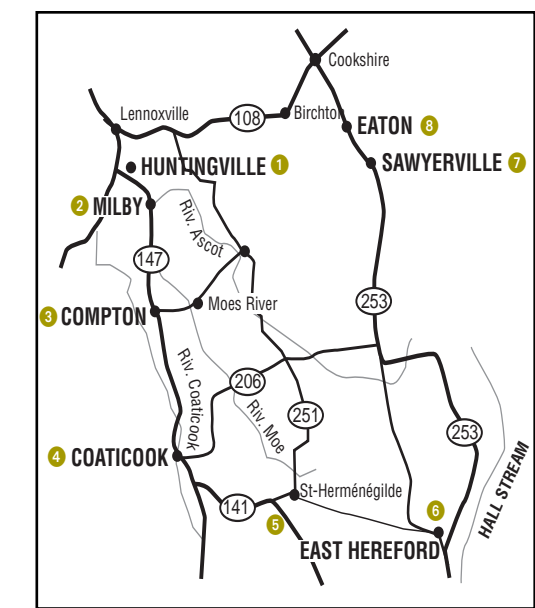 Cookshire
Lennoxville
108
Birchton
EATON 8
HUNTINGVILLE 1
SAWYERVILLE 7
2 MILBY
Riv. Ascot
147
253
3 COMPTON
Moes River
Riv. Coaticook
206
Riv. Moe
251
253
4 COATICOOK
HALL STREAM
141
St-Herménégilde
5
6
EAST HEREFORD